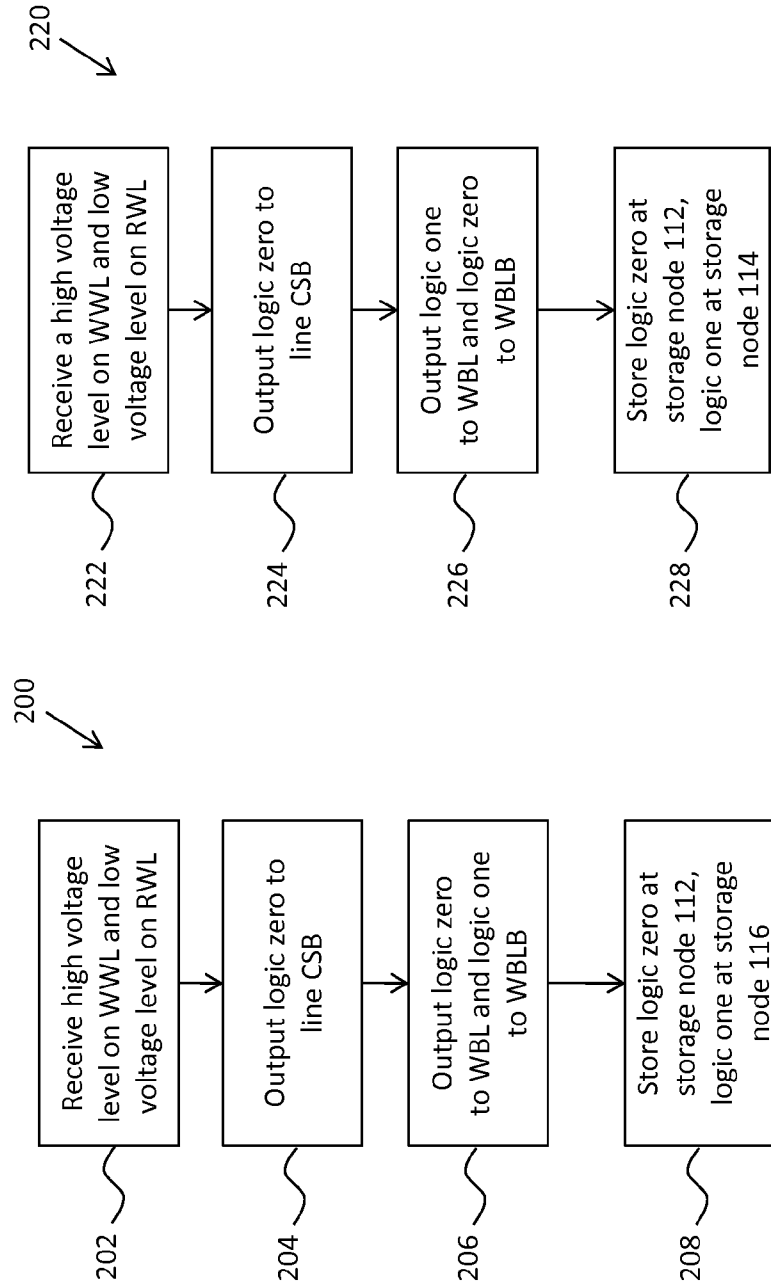 200
202
Receive high voltage
level on WWL and low
voltage level on RWL
204
Output logic zero to
line CSB
206
Output logic zero
to WBL and logic one
to WBLB
208
Store logic zero at
storage node 112,
logic one at storage
node 116
220
222
Receive a high voltage
level on WWL and low
voltage level on RWL
224
Output logic zero to
line CSB
226
Output logic one
to WBL and logic zero
to WBLB
228
Store logic zero at
storage node 112,
logic one at storage
node 114